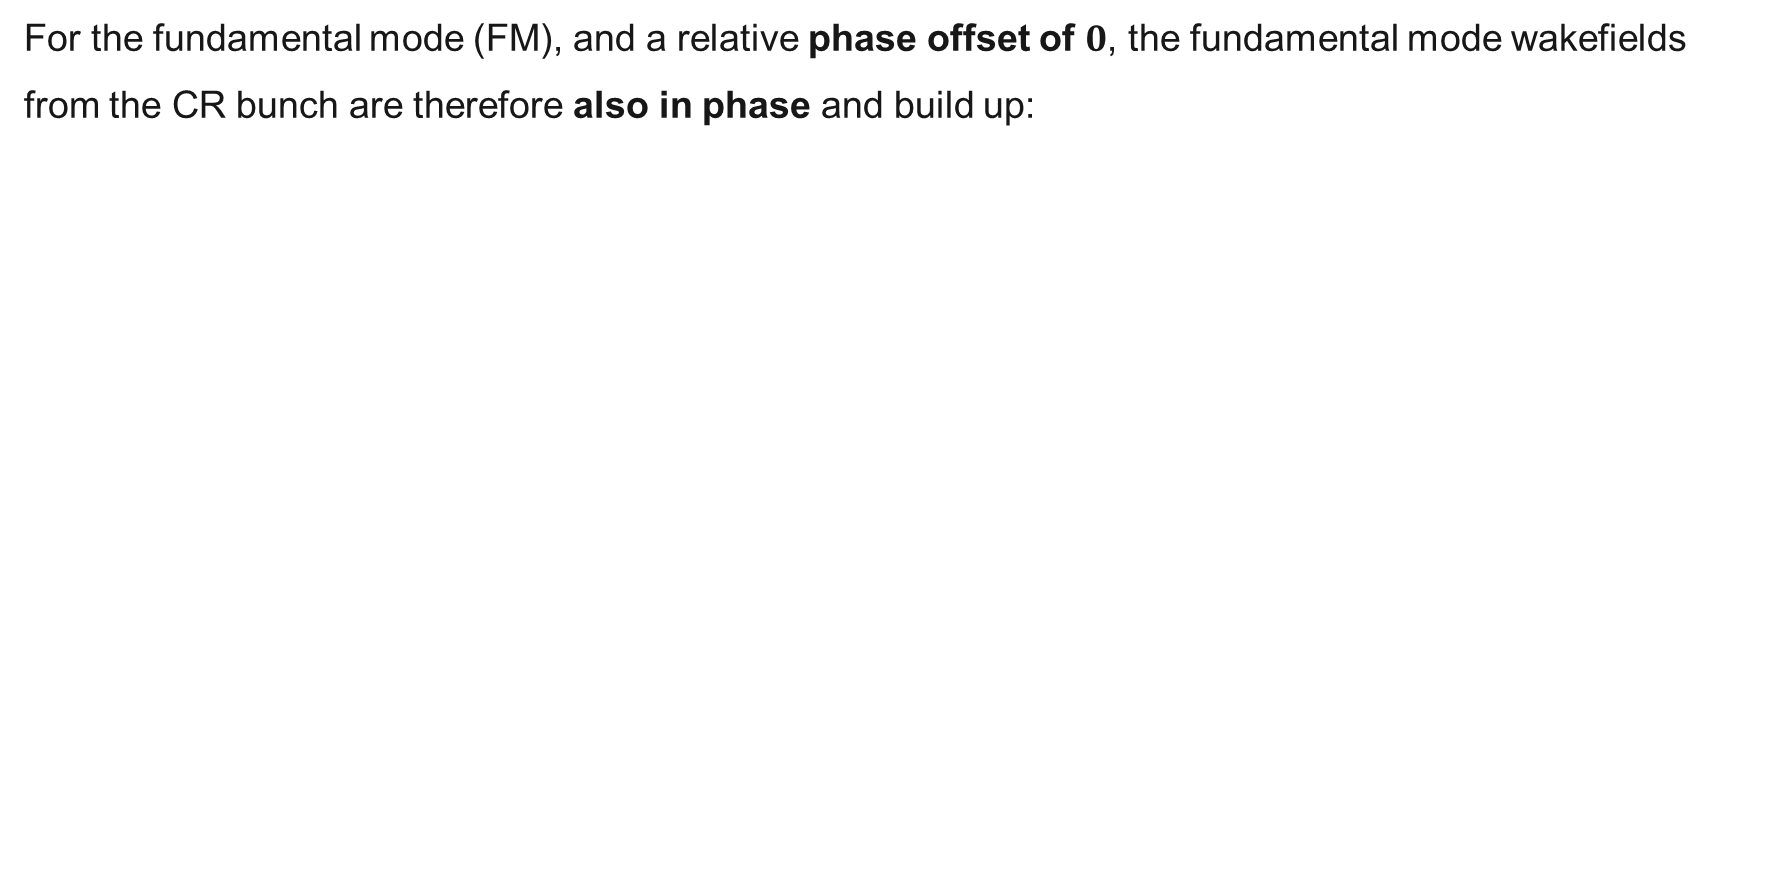 For the fundamental mode (FM), and a relative phase offset of 0, the fundamental mode wakefields
from the CR bunch are therefore also in phase and build up: